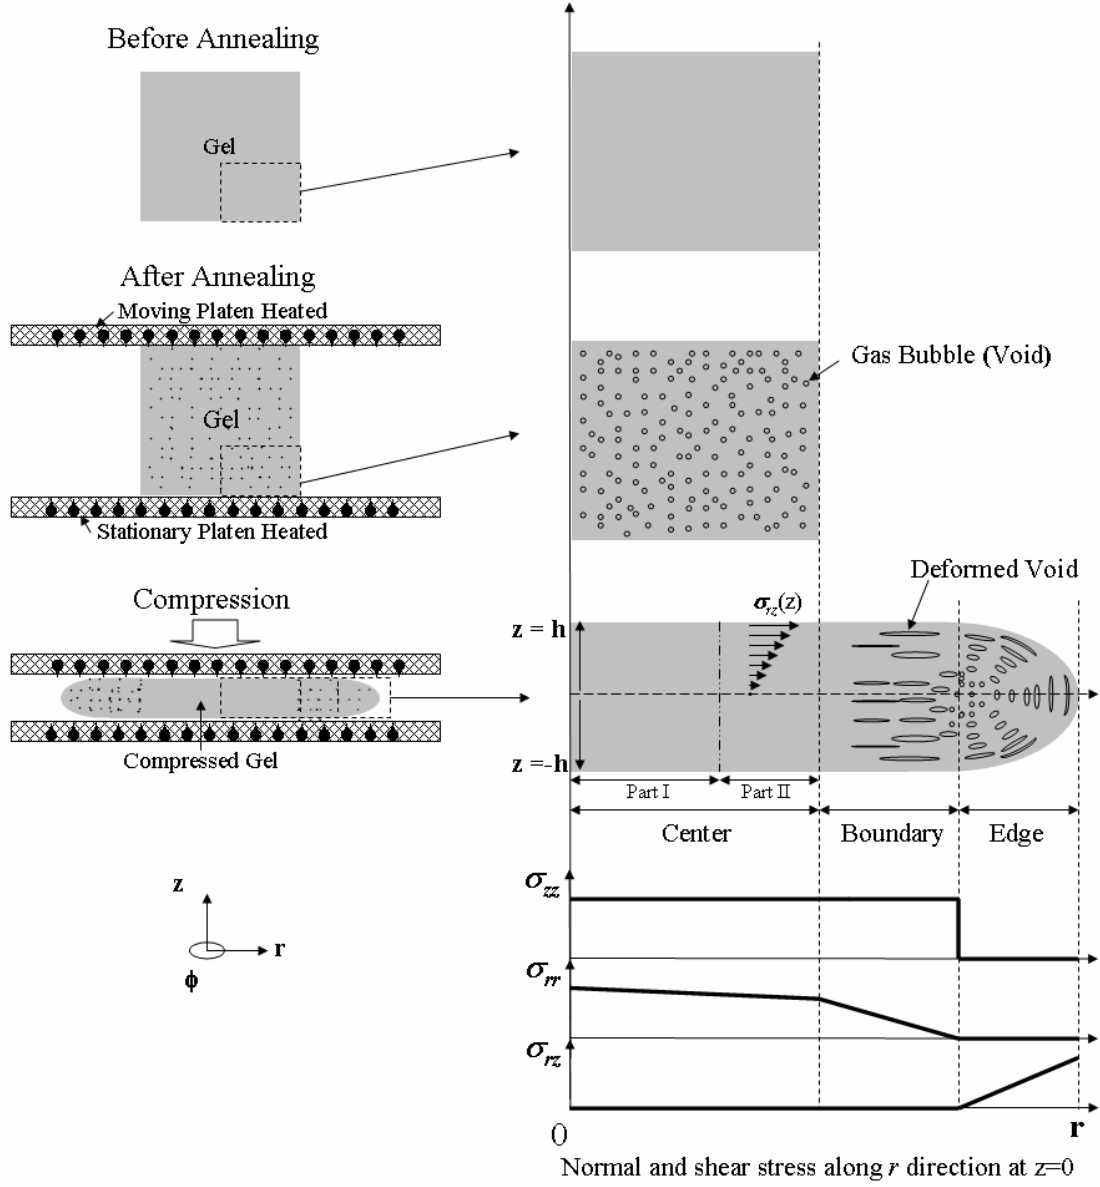 Before Annealing
Gel
After Annealing
Moving Platen Heated
Gel
Stationary Platen Heated
Gas Bubble (Void)
Compression
Compressed Gel
Deformed Void
σrz(z)
z = h
z =-h
Part I
Part II
Center
Boundary
Edge
z
r
ϕ
σzz
σrr
σrz
0
r
Normal and shear stress along r direction at z=0